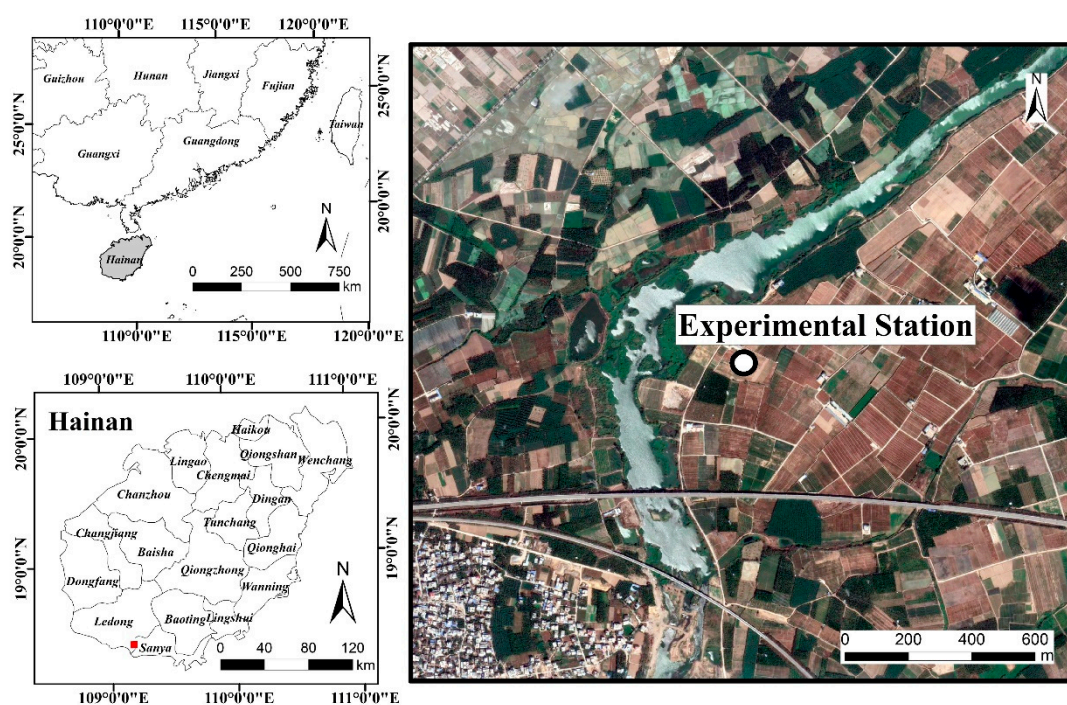 110°0'0"E 115°0'0"E 120°0'0"E
Guizhou Hunan Jiangxi Fujian
25°0'0"N
25°0'0"N
Taiwan
Guangxi Guangdong
20°0'0"N
20°0'0"N
N
Hainan
0 250 500 750
km
110°0'0"E 115°0'0"E 120°0'0"E
109°0'0"E 110°0'0"E 111°0'0"E
Hainan
20°0'0"N
20°0'0"N
Haikou
Lingao Qiongshan Wenchang
Chengmai
Chanzhou Dingan
Tunchang
Changjiang
Baisha Qionghai
19°0'0"N
19°0'0"N
Dongfang Qiongzhong Wanning
N
Ledong Baoting Lingshui
Sanya
0 40 80 120
km
109°0'0"E 110°0'0"E 111°0'0"E
N
Experimental Station
0 200 400 600
m